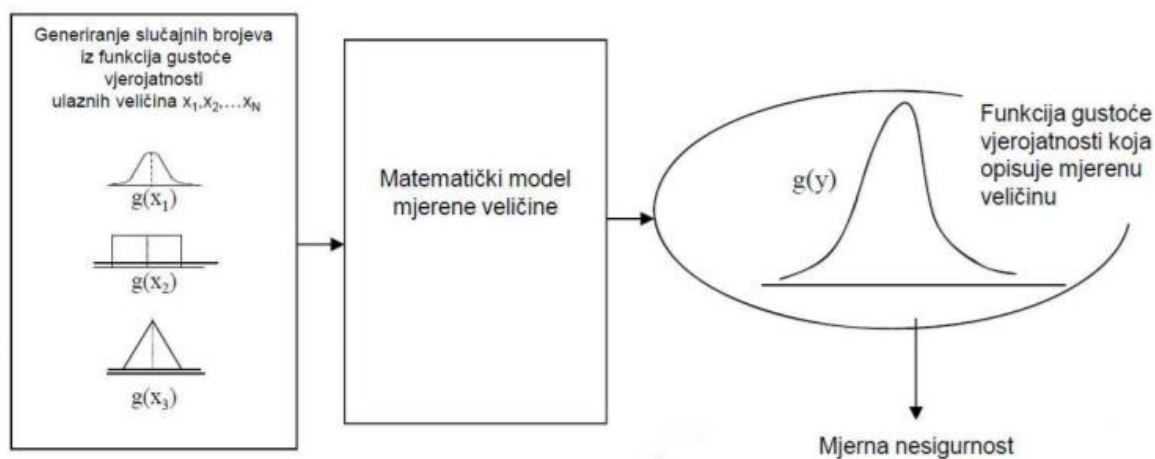 Generiranje slučajnih brojeva
iz funkcija gustoće
vjerojatnosti
ulaznih veličina x₁,x₂,...x_N
g(x₁)
g(x₂)
g(x₃)
Matematički model
mjerene veličine
g(y)
Funkcija gustoće
vjerojatnosti koja
opisuje mjerenu
veličinu
Mjerna nesigurnost